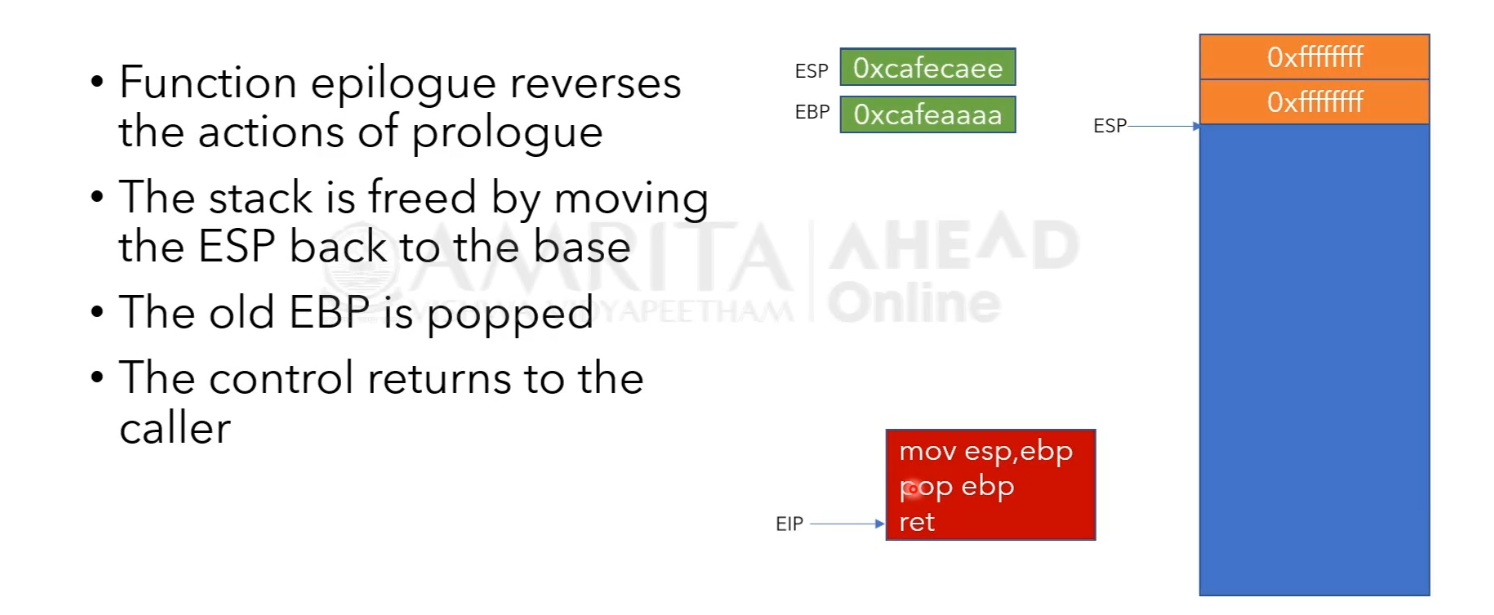 • Function epilogue reverses
the actions of prologue
• The stack is freed by moving
the ESP back to the base
• The old EBP is popped
• The control returns to the
caller
ESP 0xcafecaee
EBP 0xcafeaaaa
0xffffffff
0xffffffff
ESP
AMRITA AHEAD
VISHWA VIDYAPEETHAM Online
mov esp,ebp
pop ebp
EIP ret